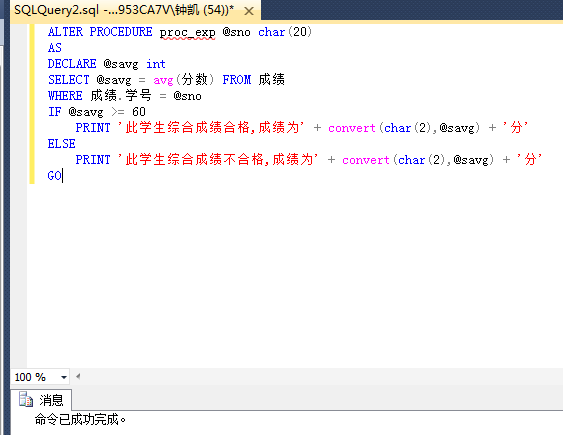 SQLQuery2.sql -...953CA7V\钟凯 (54))*
ALTER PROCEDURE proc_exp @sno char(20)
AS
DECLARE @savg int
SELECT @savg = avg(分数) FROM 成绩
WHERE 成绩.学号 = @sno
IF @savg >= 60
PRINT '此学生综合成绩合格,成绩为' + convert(char(2),@savg) + '分'
ELSE
PRINT '此学生综合成绩不合格,成绩为' + convert(char(2),@savg) + '分'
GO
100 %
消息
命令已成功完成。